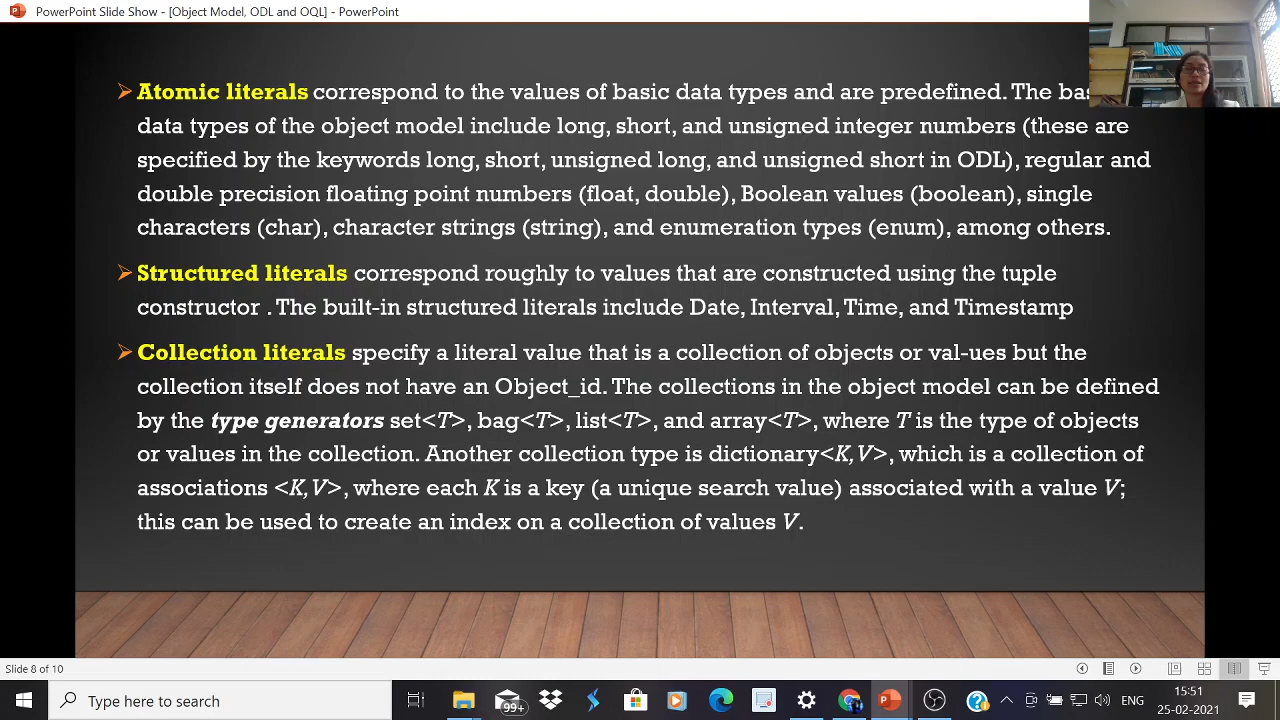 PowerPoint Slide Show - [Object Model, ODL and OQL] - PowerPoint
Atomic literals correspond to the values of basic data types and are predefined. The
data types of the object model include long, short, and unsigned integer numbers (these are
specified by the keywords long, short, unsigned long, and unsigned short in ODL), regular and
double precision floating point numbers (float, double), Boolean values (boolean), single
characters (char), character strings (string), and enumeration types (enum), among others.
Structured literals correspond roughly to values that are constructed using the tuple
constructor . The built-in structured literals include Date, Interval, Time, and Timestamp
Collection literals specify a literal value that is a collection of objects or val-ues but the
collection itself does not have an Object_id. The collections in the object model can be defined
by the type generators set<T>, bag<T>, list<T>, and array<T>, where T is the type of objects
or values in the collection. Another collection type is dictionary<K,V>, which is a collection of
associations <K,V>, where each K is a key (a unique search value) associated with a value V;
this can be used to create an index on a collection of values V.
Slide 8 of 10
Type here to search
99+
ENG
15:51
25-02-2021